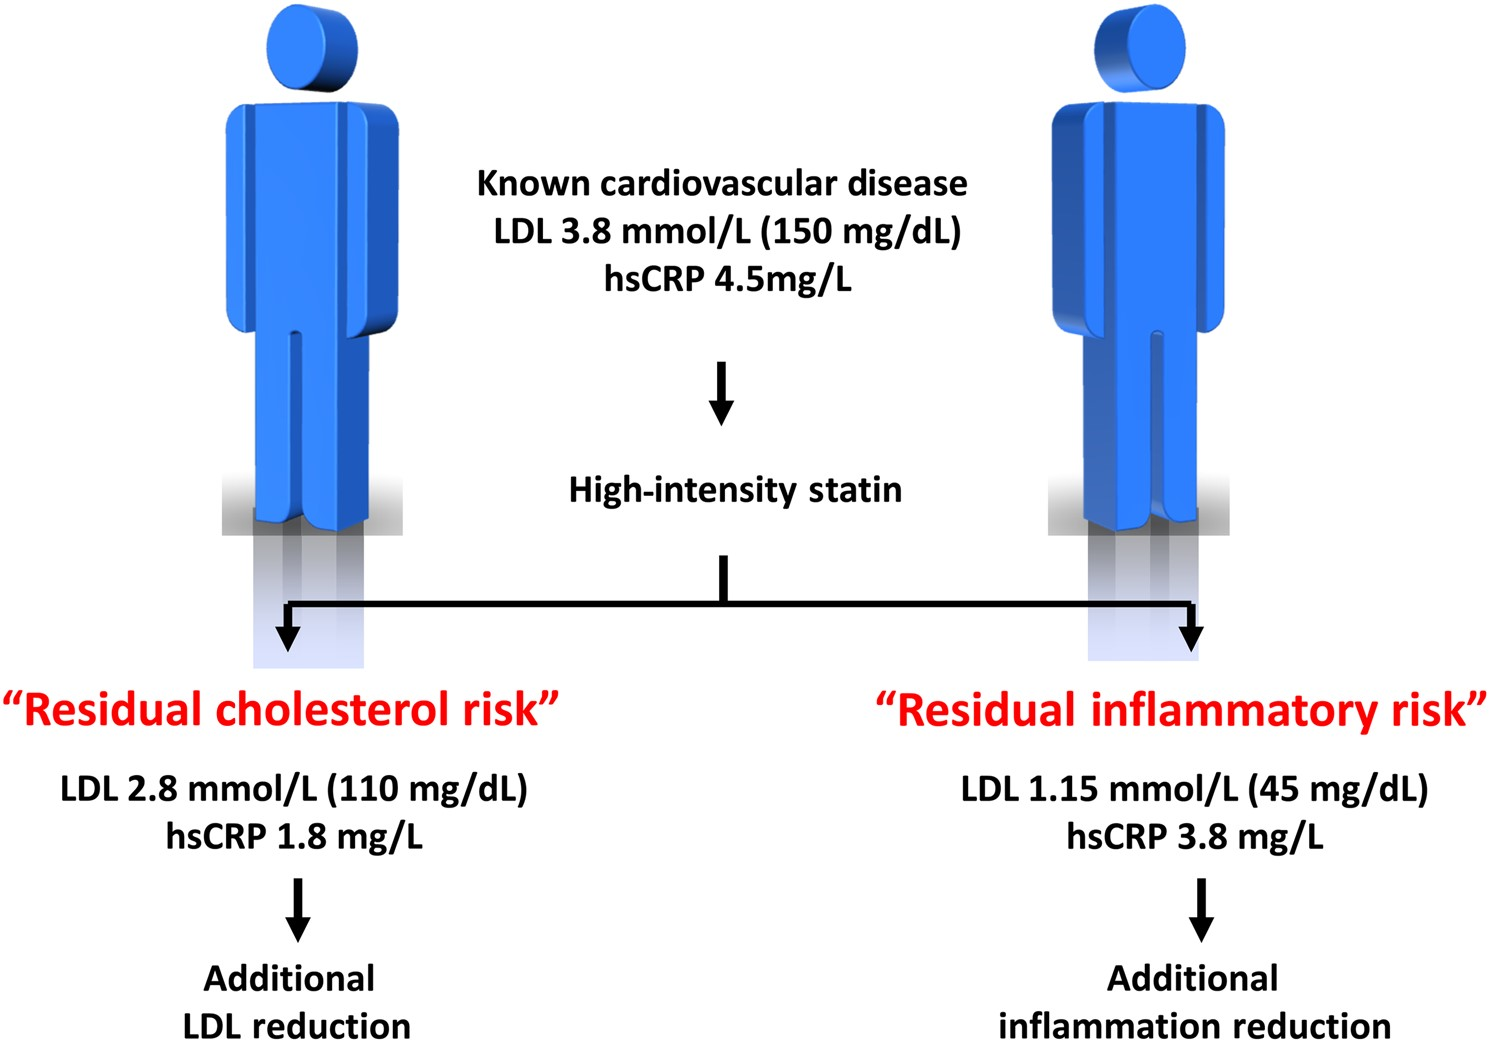 Known cardiovascular disease
LDL 3.8 mmol/L (150 mg/dL)
hsCRP 4.5mg/L
High-intensity statin
“Residual cholesterol risk”
LDL 2.8 mmol/L (110 mg/dL)
hsCRP 1.8 mg/L
Additional
LDL reduction
“Residual inflammatory risk”
LDL 1.15 mmol/L (45 mg/dL)
hsCRP 3.8 mg/L
Additional
inflammation reduction